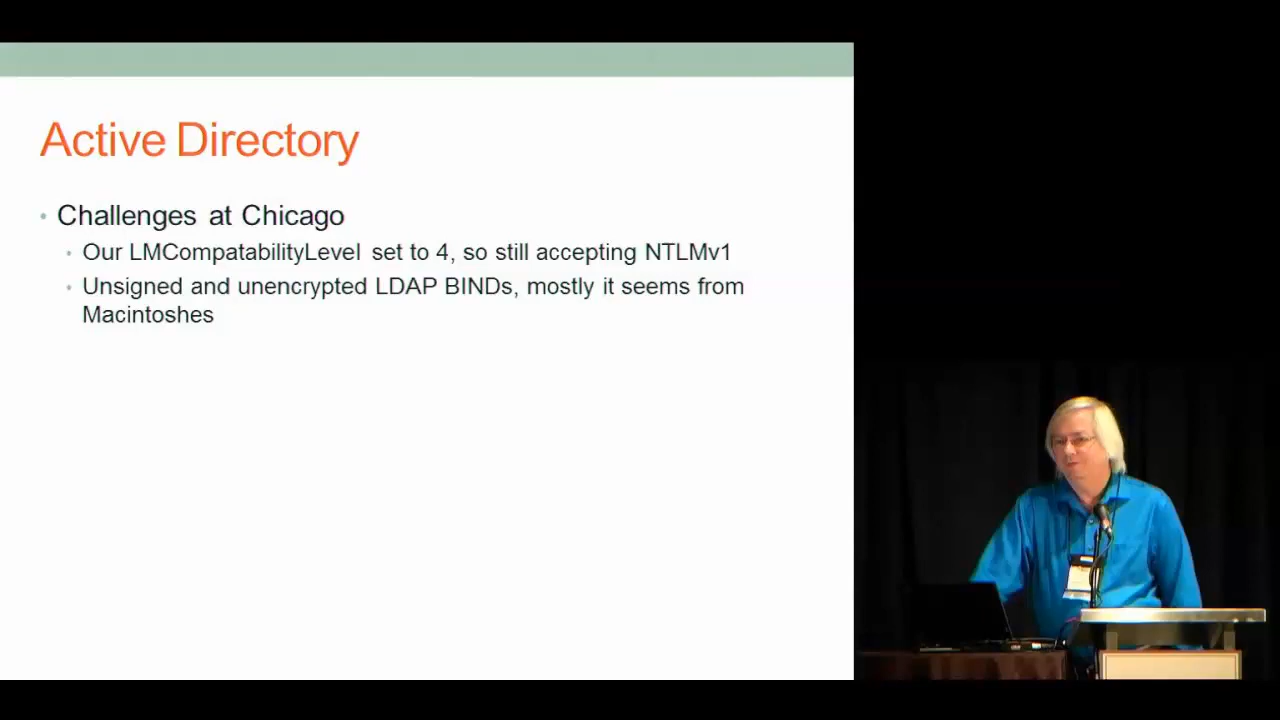 Active Directory
• Challenges at Chicago
• Our LMCompatabilityLevel set to 4, so still accepting NTLMv1
• Unsigned and unencrypted LDAP BINDs, mostly it seems from
Macintoshes